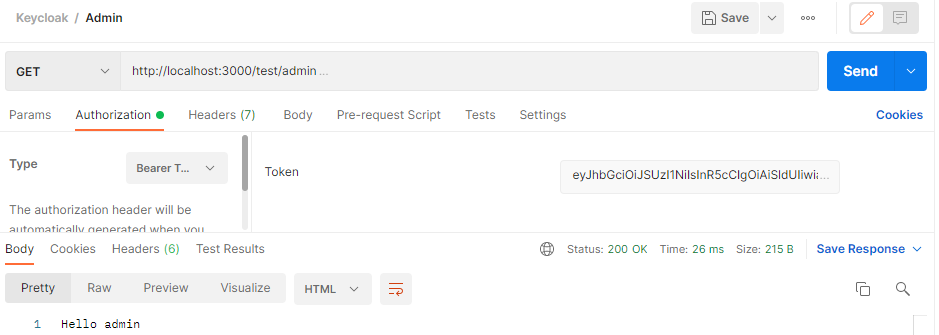 Keycloak / Admin
Save
GET
http://localhost:3000/test/admin ...
Send
Params
Authorization
Headers (7)
Body
Pre-request Script
Tests
Settings
Cookies
Type
Bearer T...
The authorization header will be
automatically generated when you
Token
eyJhbGciOiJSUzI1NiIsInR5cCIgOiAiSldUIiwia...
Body
Cookies
Headers (6)
Test Results
Status: 200 OK
Time: 26 ms
Size: 215 B
Save Response
Pretty
Raw
Preview
Visualize
HTML
1 Hello admin